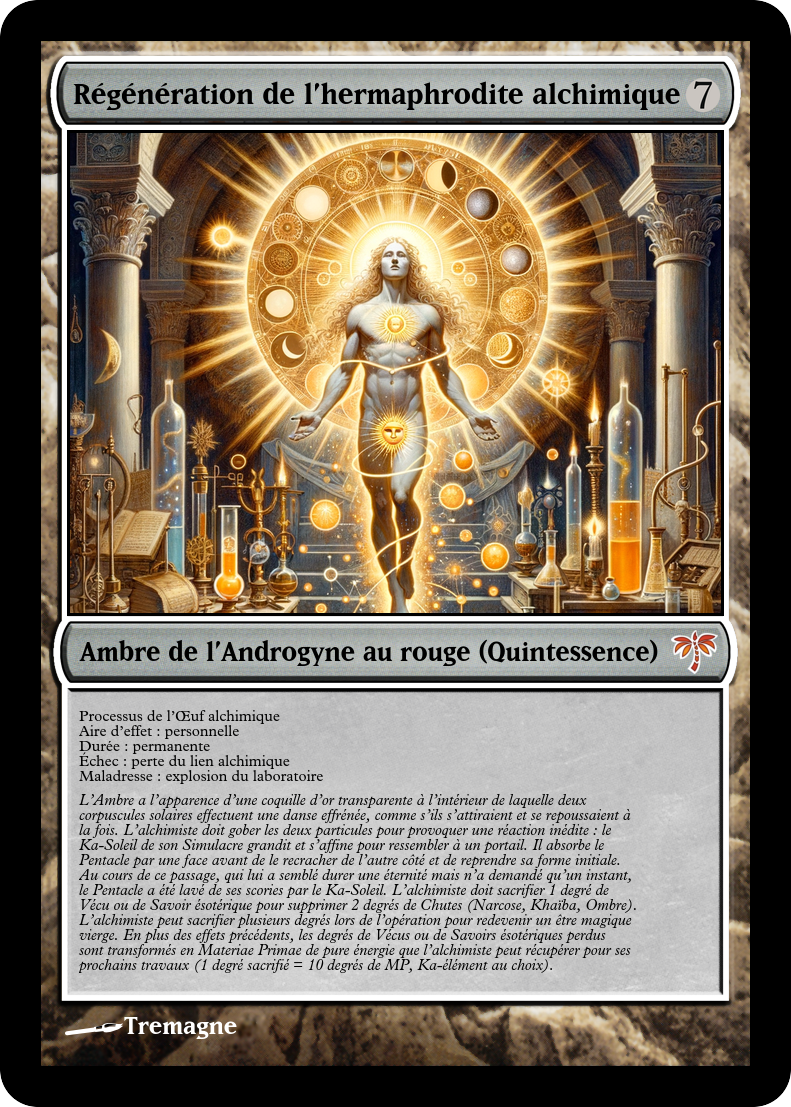 Régénération de l'hermaphrodite alchimique 7
Ambre de l'Androgyne au rouge (Quintessence)
Processus de l'Œuf alchimique
Aire d'effet : personnelle
Durée : permanente
Échec : perte du lien alchimique
Maladresse : explosion du laboratoire
L'Ambre a l'apparence d'une coquille d'or transparente à l'intérieur de laquelle deux
corpuscules solaires effectuent une danse effrénée, comme s'ils s'attiraient et se repoussaient à
la fois. L'alchimiste doit gober les deux particules pour provoquer une réaction inédite : le
Ka-Soleil de son Simulacre grandit et s'affine pour ressembler à un portail. Il absorbe le
Pentacle par une face avant de le recracher de l'autre côté et de reprendre sa forme initiale.
Au cours de ce passage, qui lui a semblé durer une éternité mais n'a demandé qu'un instant,
le Pentacle a été lavé de ses scories par le Ka-Soleil. L'alchimiste doit sacrifier 1 degré de
Vécu ou de Savoir ésotérique pour supprimer 2 degrés de Chutes (Narcose, Khaïba, Ombre).
L'alchimiste peut sacrifier plusieurs degrés lors de l'opération pour redevenir un être magique
vierge. En plus des effets précédents, les degrés de Vécus ou de Savoirs ésotériques perdus
sont transformés en Materiae Primae de pure énergie que l'alchimiste peut récupérer pour ses
prochains travaux (1 degré sacrifié = 10 degrés de MP, Ka-élément au choix).
Tremagne